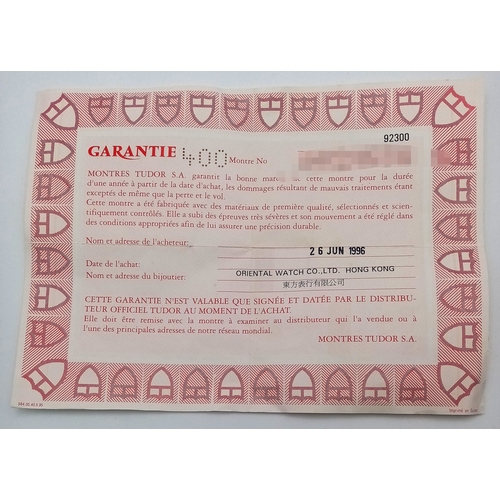 92300
GARANTIE 400 Montre No
MONTRES TUDOR S.A. garantit la bonne mar de cette montre pour la durée
d'une année à partir de la date d'achat, les dommages résultant de mauvais traitements étant
exceptés de même que la perte et le vol.
Cette montre a été fabriquée avec des matériaux de première qualité, sélectionnés et scien-
tifiquement contrôlés. Elle a subi des épreuves très sévères et son mouvement a été réglé dans
des conditions appropriées afin de lui assurer une précision durable.
Nom et adresse de l'acheteur:
26 JUN 1996
Date de l'achat:
ORIENTAL WATCH CO.,LTD. HONG KONG
Nom et adresse du bijoutier:
東方表行有限公司
CETTE GARANTIE N'EST VALABLE QUE SIGNÉE ET DATÉE PAR LE DISTRIBU-
TEUR OFFICIEL TUDOR AU MOMENT DE L'ACHAT.
Elle doit être remise avec la montre à examiner au distributeur qui l'a vendue ou à
l'une des principales adresses de notre réseau mondial.
MONTRES TUDOR S.A.